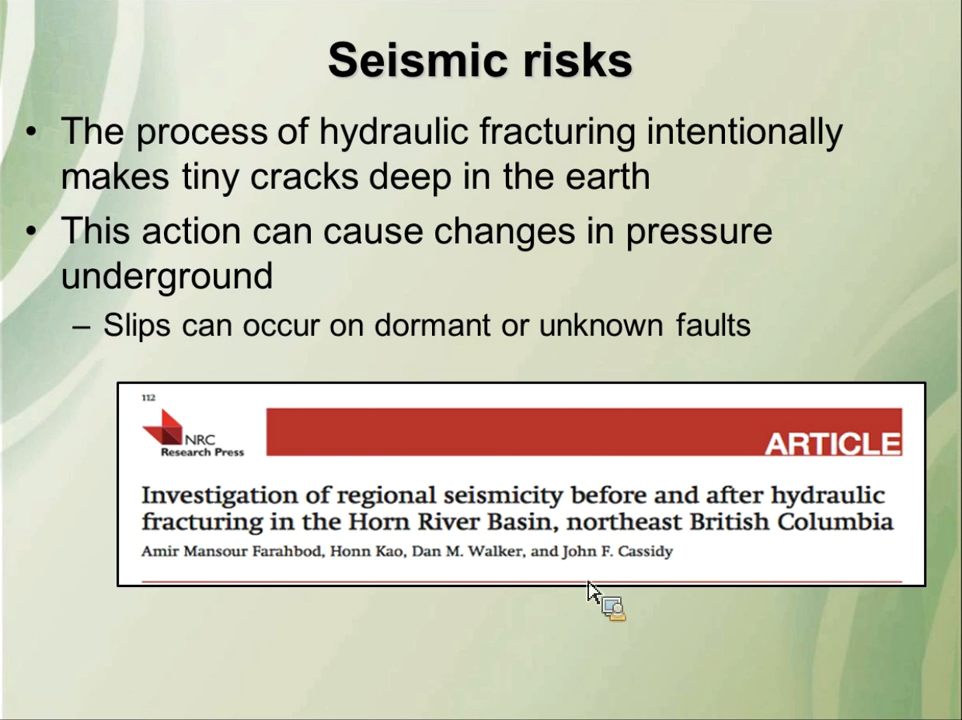 Seismic risks
• The process of hydraulic fracturing intentionally
makes tiny cracks deep in the earth
• This action can cause changes in pressure
underground
– Slips can occur on dormant or unknown faults
112
NRC
Research Press
ARTICLE
Investigation of regional seismicity before and after hydraulic
fracturing in the Horn River Basin, northeast British Columbia
Amir Mansour Farahbod, Honn Kao, Dan M. Walker, and John F. Cassidy